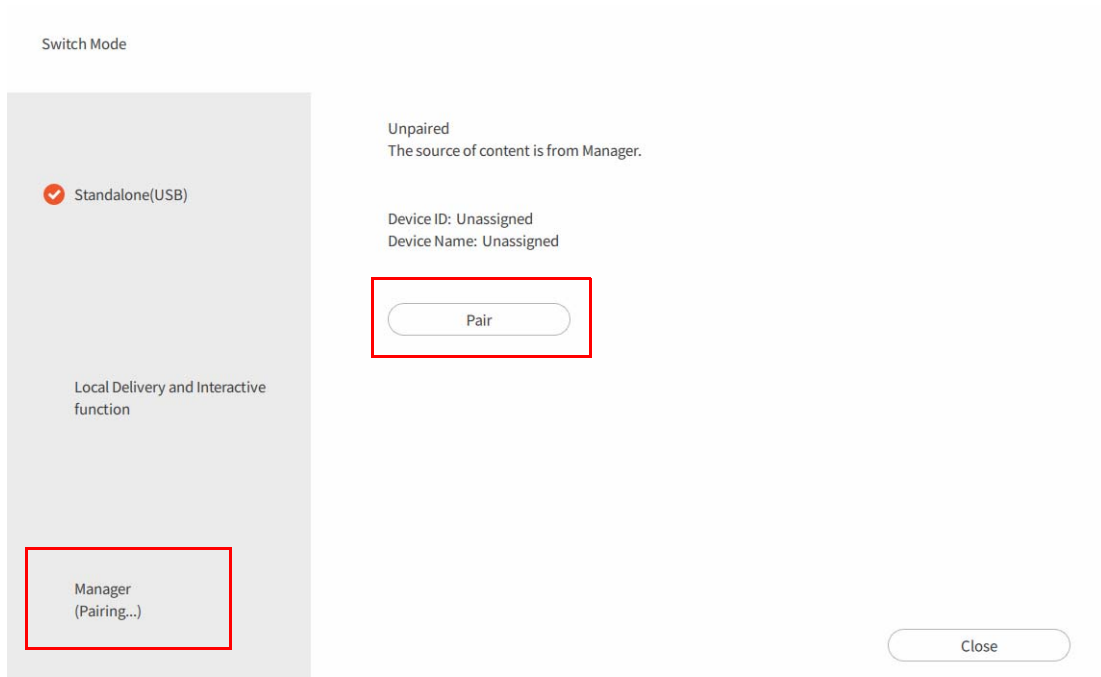 Switch Mode
Standalone(USB)
Local Delivery and Interactive
function
Manager
(Pairing...)
Unpaired
The source of content is from Manager.
Device ID: Unassigned
Device Name: Unassigned
Pair
Close